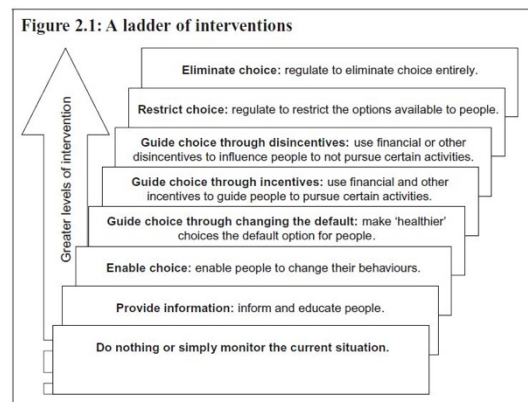 Figure 2.1: A ladder of interventions
Greater levels of intervention
Eliminate choice: regulate to eliminate choice entirely.
Restrict choice: regulate to restrict the options available to people.
Guide choice through disincentives: use financial or other
disincentives to influence people to not pursue certain activities.
Guide choice through incentives: use financial and other
incentives to guide people to pursue certain activities.
Guide choice through changing the default: make ‘healthier’
choices the default option for people.
Enable choice: enable people to change their behaviours.
Provide information: inform and educate people.
Do nothing or simply monitor the current situation.